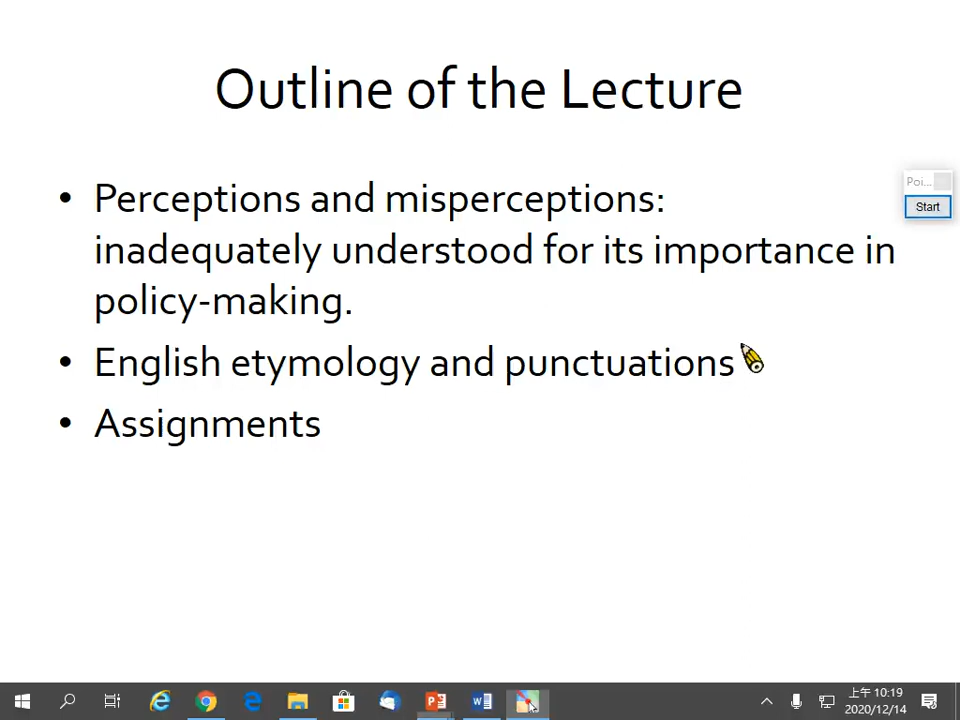 Outline of the Lecture
• Perceptions and misperceptions:
inadequately understood for its importance in
policy-making.
• English etymology and punctuations
• Assignments
Poi...
Start
上午 10:19
2020/12/14